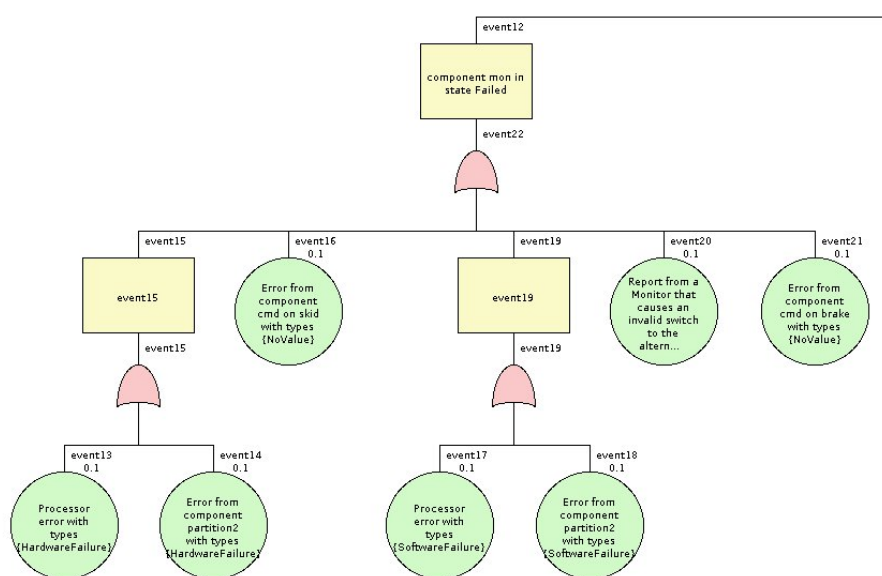 event12
component mon in
state Failed
event22
event15
event16
0.1
event19
event20
0.1
event21
0.1
event15
Error from
component
cmd on skid
with types
{NoValue}
event19
Report from a
Monitor that
causes an
invalid switch
to the
altern...
Error from
component
cmd on brake
with types
{NoValue}
event15
event19
event13
0.1
event14
0.1
event17
0.1
event18
0.1
Processor
error with
types
{HardwareFailure}
Error from
component
partition2
with types
{HardwareFailure}
Processor
error with
types
{SoftwareFailure}
Error from
component
partition2
with types
{SoftwareFailure}